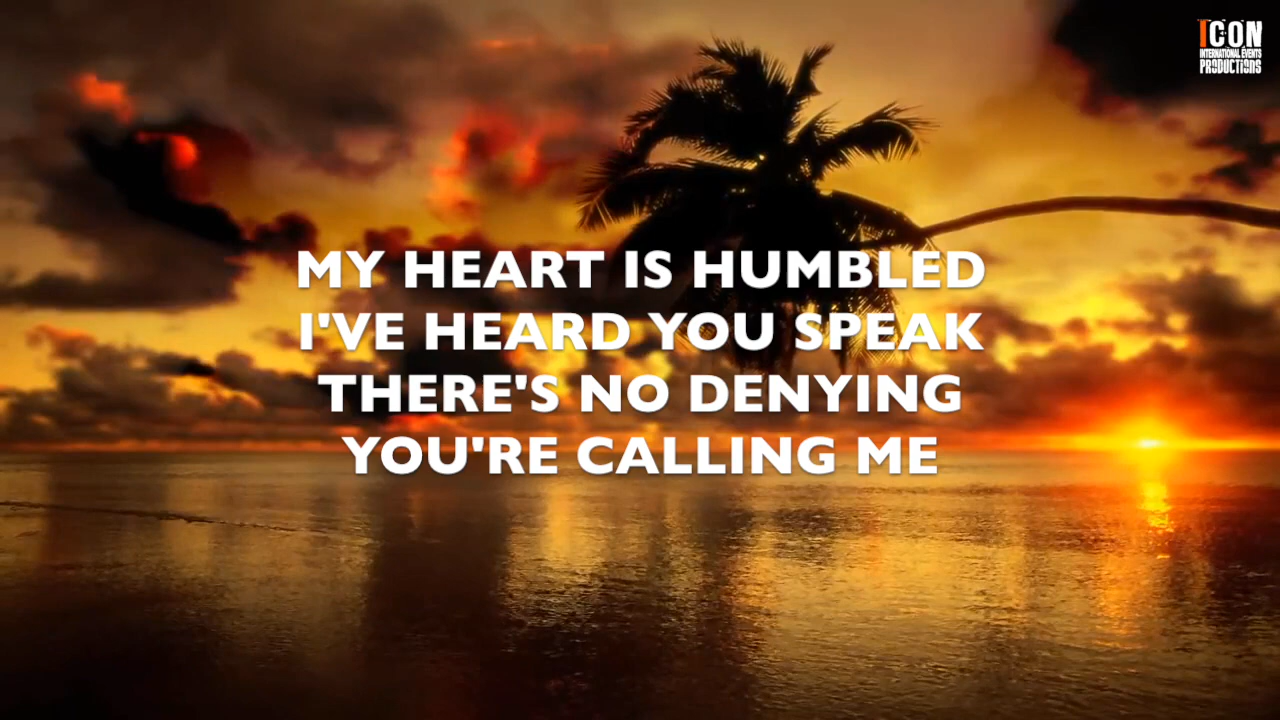 ICON
INTERNATIONAL EVENTS
PRODUCTIONS
MY HEART IS HUMBLED
I'VE HEARD YOU SPEAK
THERE'S NO DENYING
YOU'RE CALLING ME